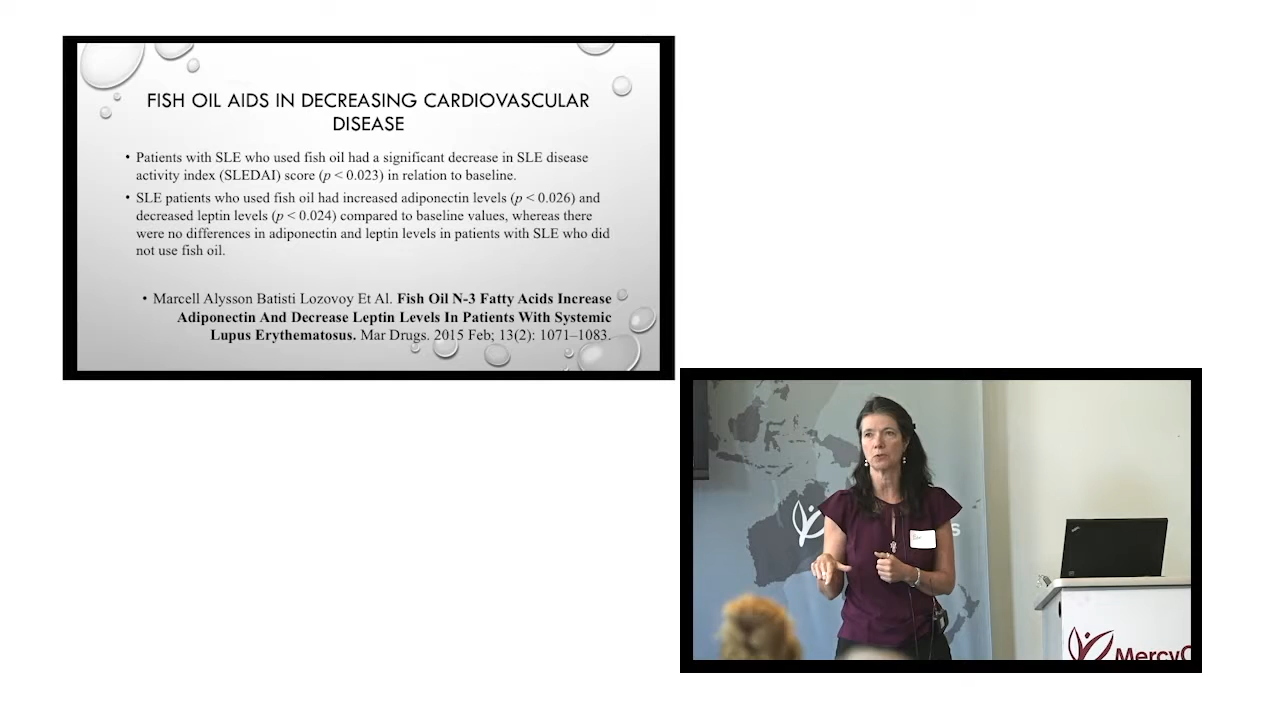 FISH OIL AIDS IN DECREASING CARDIOVASCULAR
DISEASE
• Patients with SLE who used fish oil had a significant decrease in SLE disease
activity index (SLEDAI) score (p < 0.023) in relation to baseline.
• SLE patients who used fish oil had increased adiponectin levels (p < 0.026) and
decreased leptin levels (p < 0.024) compared to baseline values, whereas there
were no differences in adiponectin and leptin levels in patients with SLE who did
not use fish oil.
• Marcell Alysson Batisti Lozovoy Et Al. Fish Oil N-3 Fatty Acids Increase
Adiponectin And Decrease Leptin Levels In Patients With Systemic
Lupus Erythematosus. Mar Drugs. 2015 Feb; 13(2): 1071–1083.
s
MercyC